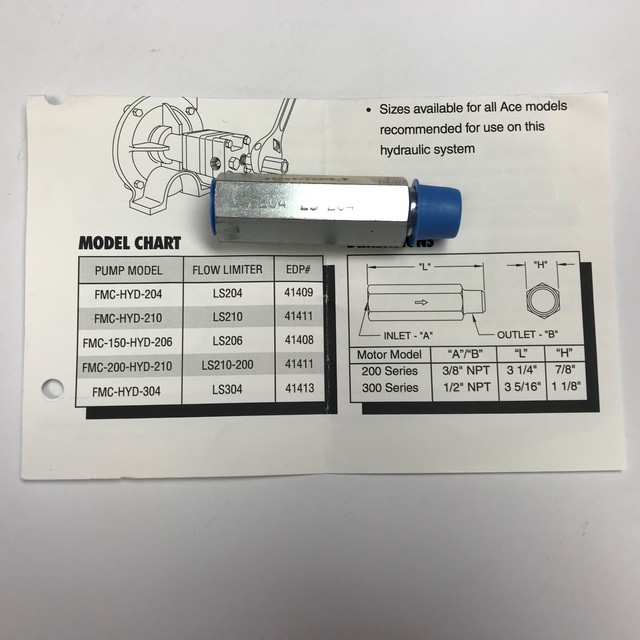 • Sizes available for all Ace models
recommended for use on this
hydraulic system
LS 204
MODEL CHART
PUMP MODEL FLOW LIMITER EDP#
FMC-HYD-204 LS204 41409
FMC-HYD-210 LS210 41411
FMC-150-HYD-206 LS206 41408
FMC-200-HYD-210 LS210-200 41411
FMC-HYD-304 LS304 41413
"L" "H"
INLET - "A" OUTLET - "B"
Motor Model "A"/"B" "L" "H"
200 Series 3/8" NPT 3 1/4" 7/8"
300 Series 1/2" NPT 3 5/16" 1 1/8"